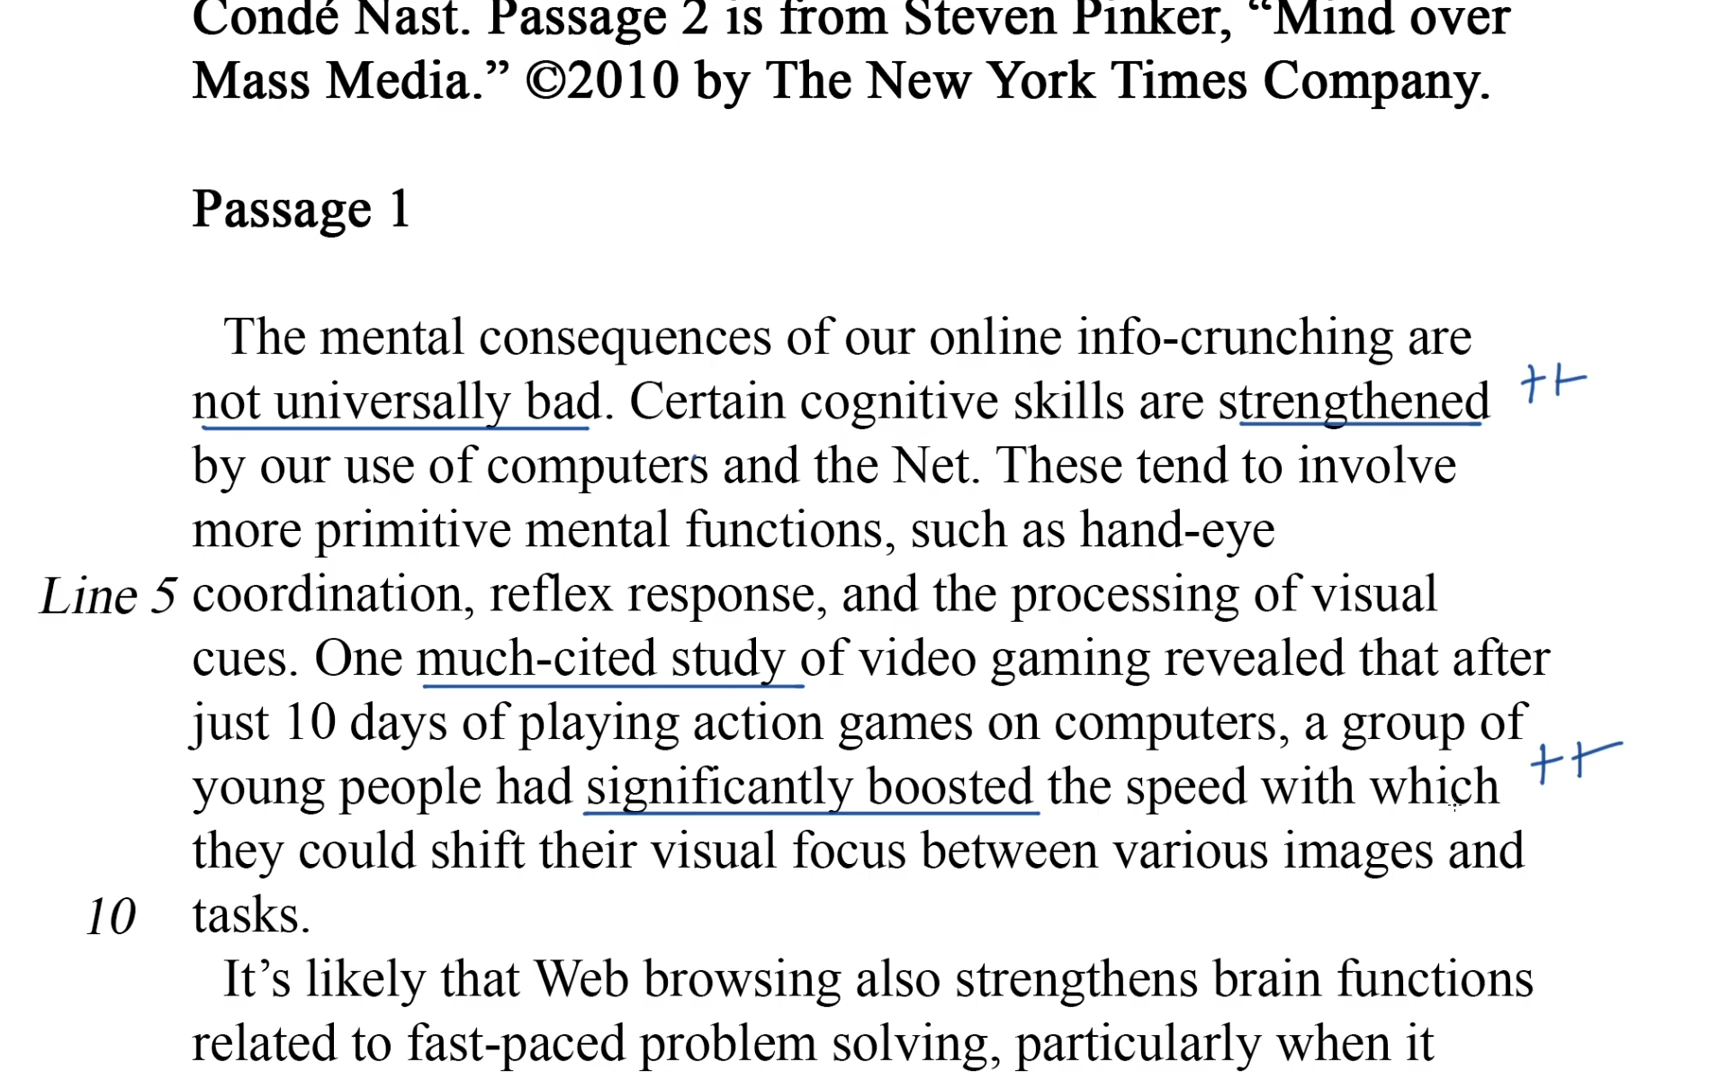 Condé Nast. Passage 2 is from Steven Pinker, “Mind over
Mass Media.” ©2010 by The New York Times Company.
Passage 1
The mental consequences of our online info-crunching are
not universally bad. Certain cognitive skills are strengthened ++
by our use of computers and the Net. These tend to involve
more primitive mental functions, such as hand-eye
Line 5 coordination, reflex response, and the processing of visual
cues. One much-cited study of video gaming revealed that after
just 10 days of playing action games on computers, a group of
young people had significantly boosted the speed with which ++
they could shift their visual focus between various images and
10 tasks.
It’s likely that Web browsing also strengthens brain functions
related to fast-paced problem solving, particularly when it